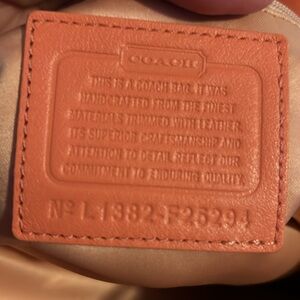 COACH
THIS IS A COACH BAG. IT WAS
HANDCRAFTED FROM THE FINEST
MATERIALS TRIMMED WITH LEATHER.
ITS SUPERIOR CRAFTSMANSHIP AND
ATTENTION TO DETAIL REFLECT OUR
COMMITMENT TO ENDURING QUALITY.
Nº L1382-F25294